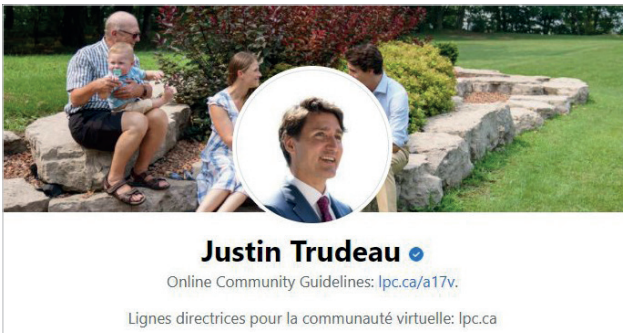 Justin Trudeau
Online Community Guidelines: lpc.ca/a17v.
Lignes directrices pour la communauté virtuelle: lpc.ca